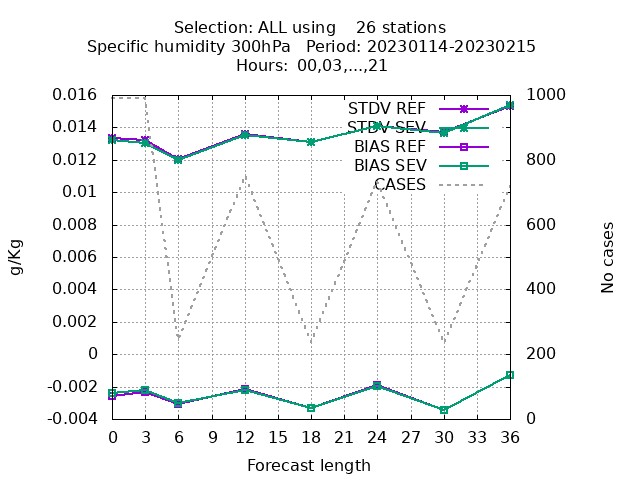 Selection: ALL using 26 stations
Specific humidity 300hPa Period: 20230114-20230215
Hours: 00,03,...,21
0.016
0.014
0.012
0.01
0.008
0.006
0.004
0.002
0
-0.002
-0.004
g/Kg
STDV REF
STDV SEV
BIAS REF
BIAS SEV
CASES
1000
800
600
400
200
0
No cases
0 3 6 9 12 15 18 21 24 27 30 33 36
Forecast length